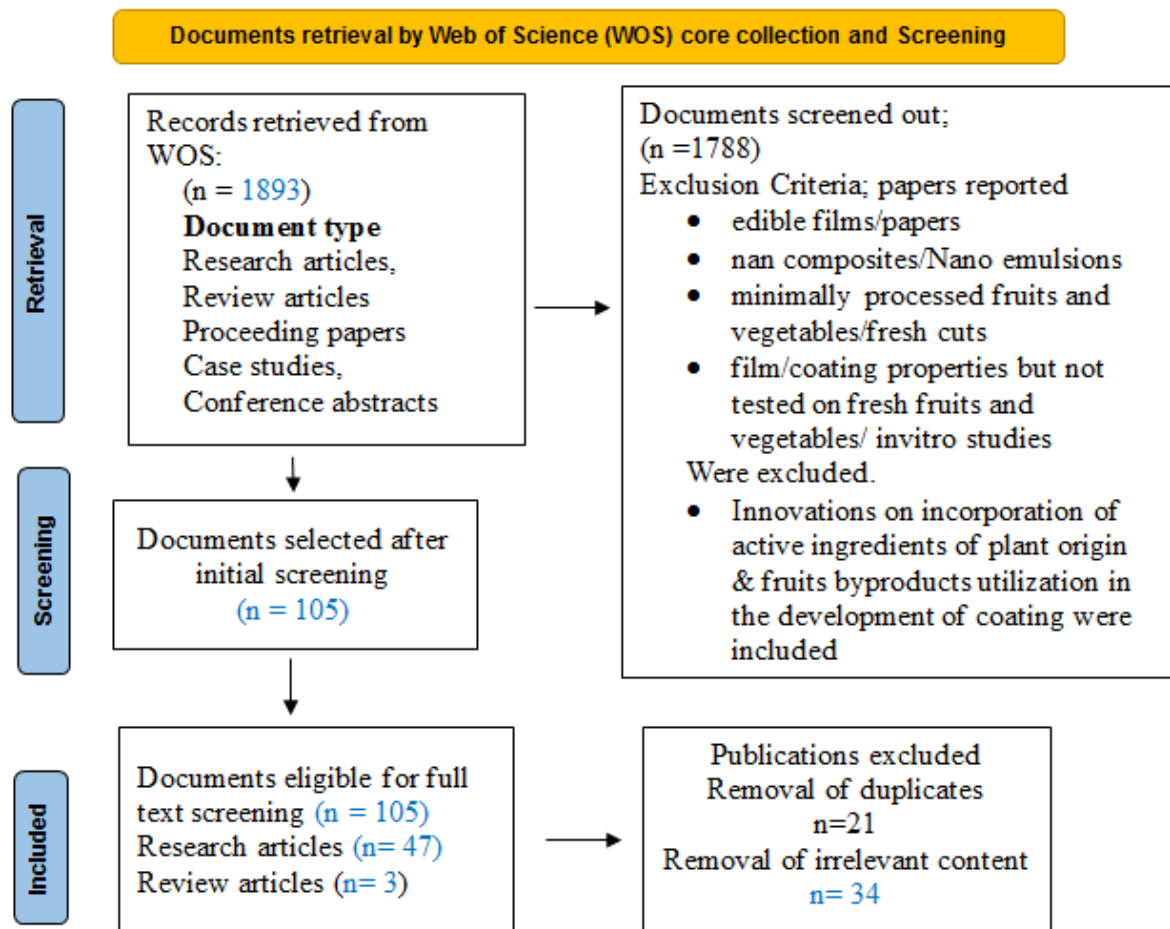 Documents retrieval by Web of Science (WOS) core collection and Screening
Retrieval
Records retrieved from
WOS:
(n = 1893)
Document type
Research articles,
Review articles
Proceeding papers
Case studies,
Conference abstracts
Documents screened out;
(n =1788)
Exclusion Criteria; papers reported
• edible films/papers
• nan composites/Nano emulsions
• minimally processed fruits and
vegetables/fresh cuts
• film/coating properties but not
tested on fresh fruits and
vegetables/ invitro studies
Were excluded.
• Innovations on incorporation of
active ingredients of plant origin
& fruits byproducts utilization in
the development of coating were
included
Screening
Documents selected after
initial screening
(n = 105)
Included
Documents eligible for full
text screening (n = 105)
Research articles (n= 47)
Review articles (n= 3)
Publications excluded
Removal of duplicates
n=21
Removal of irrelevant content
n= 34